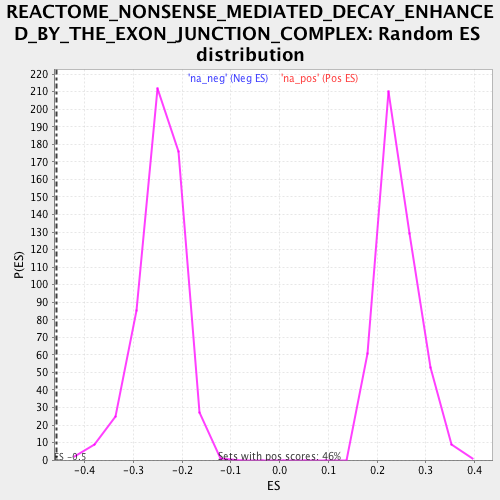 REACTOME_NONSENSE_MEDIATED_DECAY_ENHANCE
D_BY_THE_EXON_JUNCTION_COMPLEX: Random ES
distribution
'na_neg' (Neg ES) 'na_pos' (Pos ES)
220
210
200
190
180
170
160
150
140
130
120
110
100
90
80
70
60
50
40
30
20
10
0
P(ES)
ES -0.5
Sets with pos scores: 46%
-0.4 -0.3 -0.2 -0.1 0.0 0.1 0.2 0.3 0.4
ES